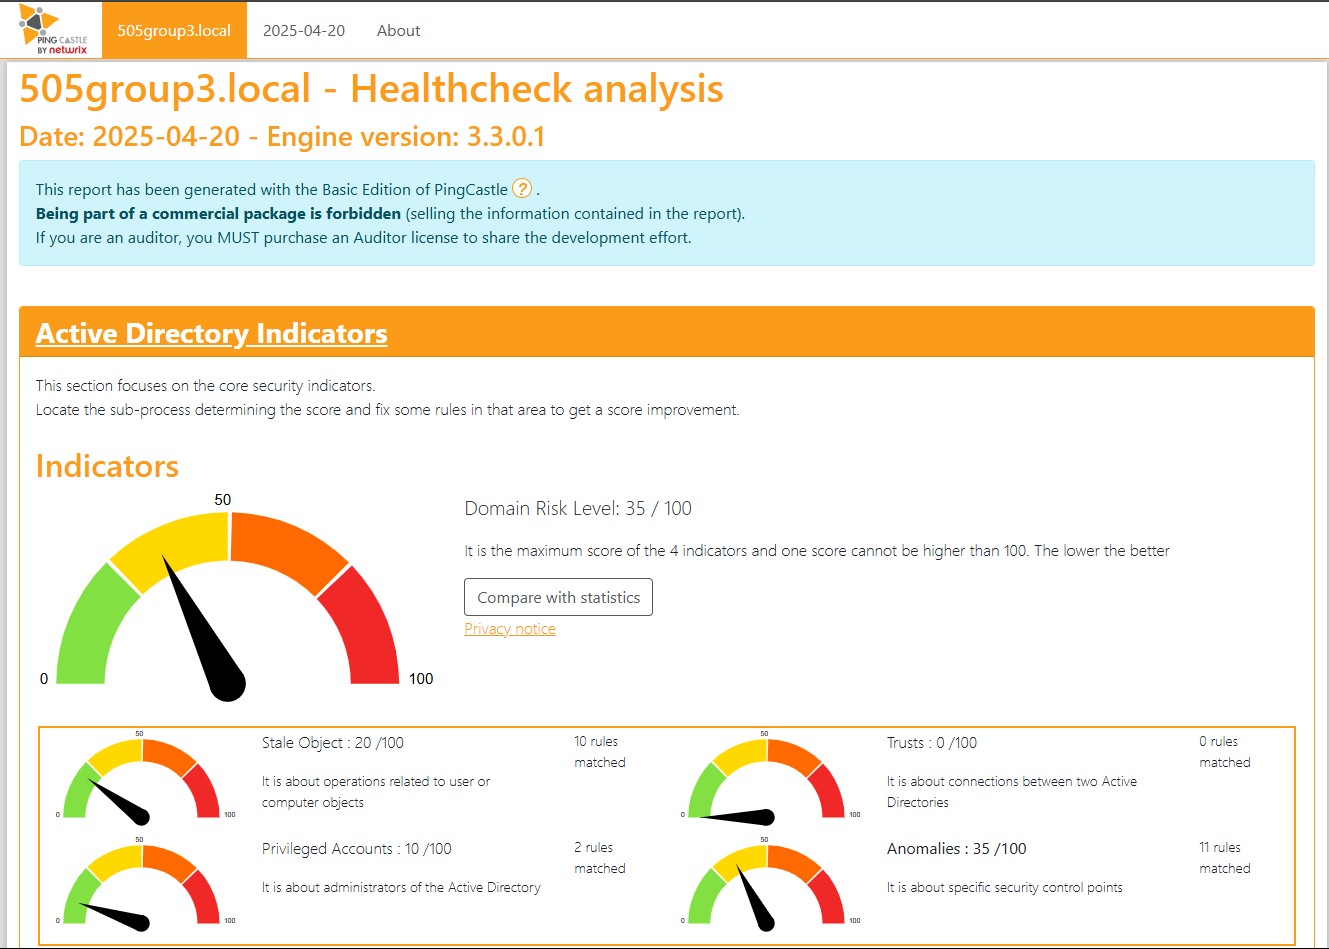 PING CASTLE
BY netwrix
505group3.local
2025-04-20
About
505group3.local - Healthcheck analysis
Date: 2025-04-20 - Engine version: 3.3.0.1
This report has been generated with the Basic Edition of PingCastle ? .
Being part of a commercial package is forbidden (selling the information contained in the report).
If you are an auditor, you MUST purchase an Auditor license to share the development effort.
Active Directory Indicators
This section focuses on the core security indicators.
Locate the sub-process determining the score and fix some rules in that area to get a score improvement.
Indicators
50
0
100
Domain Risk Level: 35 / 100
It is the maximum score of the 4 indicators and one score cannot be higher than 100. The lower the better
Compare with statistics
Privacy notice
50
0
100
Stale Object : 20 /100
It is about operations related to user or
computer objects
10 rules
matched
50
0
100
Trusts : 0 /100
It is about connections between two Active
Directories
0 rules
matched
50
0
100
Privileged Accounts : 10 /100
It is about administrators of the Active Directory
2 rules
matched
50
0
100
Anomalies : 35 /100
It is about specific security control points
11 rules
matched